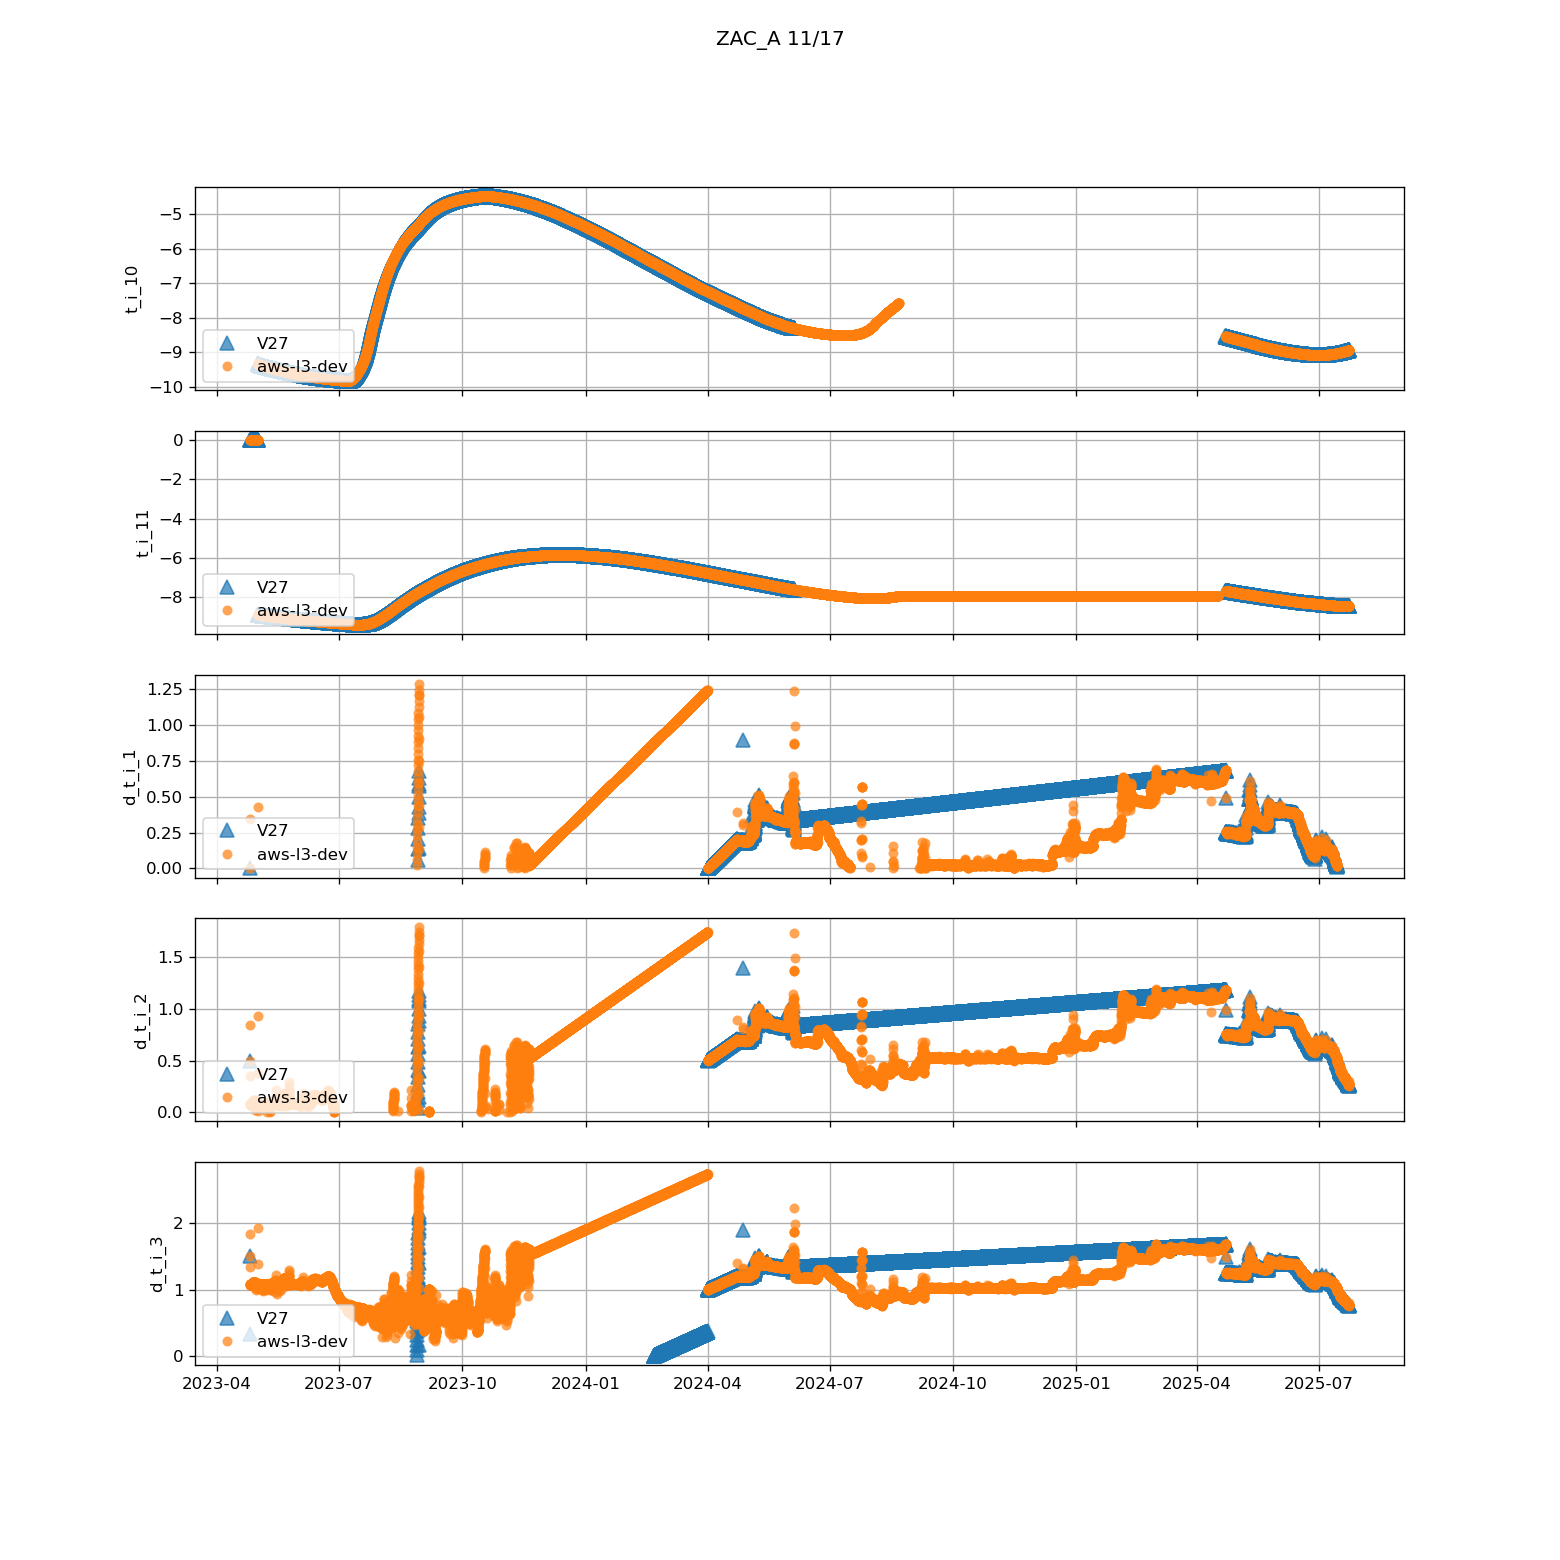 ZAC_A 11/17
t_i_10
−5
−6
−7
−8
−9
−10
V27
aws-l3-dev
t_i_11
0
−2
−4
−6
−8
V27
aws-l3-dev
d_t_i_1
1.25
1.00
0.75
0.50
0.25
0.00
V27
aws-l3-dev
d_t_i_2
1.5
1.0
0.5
0.0
V27
aws-l3-dev
d_t_i_3
2
1
0
V27
aws-l3-dev
2023-04 2023-07 2023-10 2024-01 2024-04 2024-07 2024-10 2025-01 2025-04 2025-07